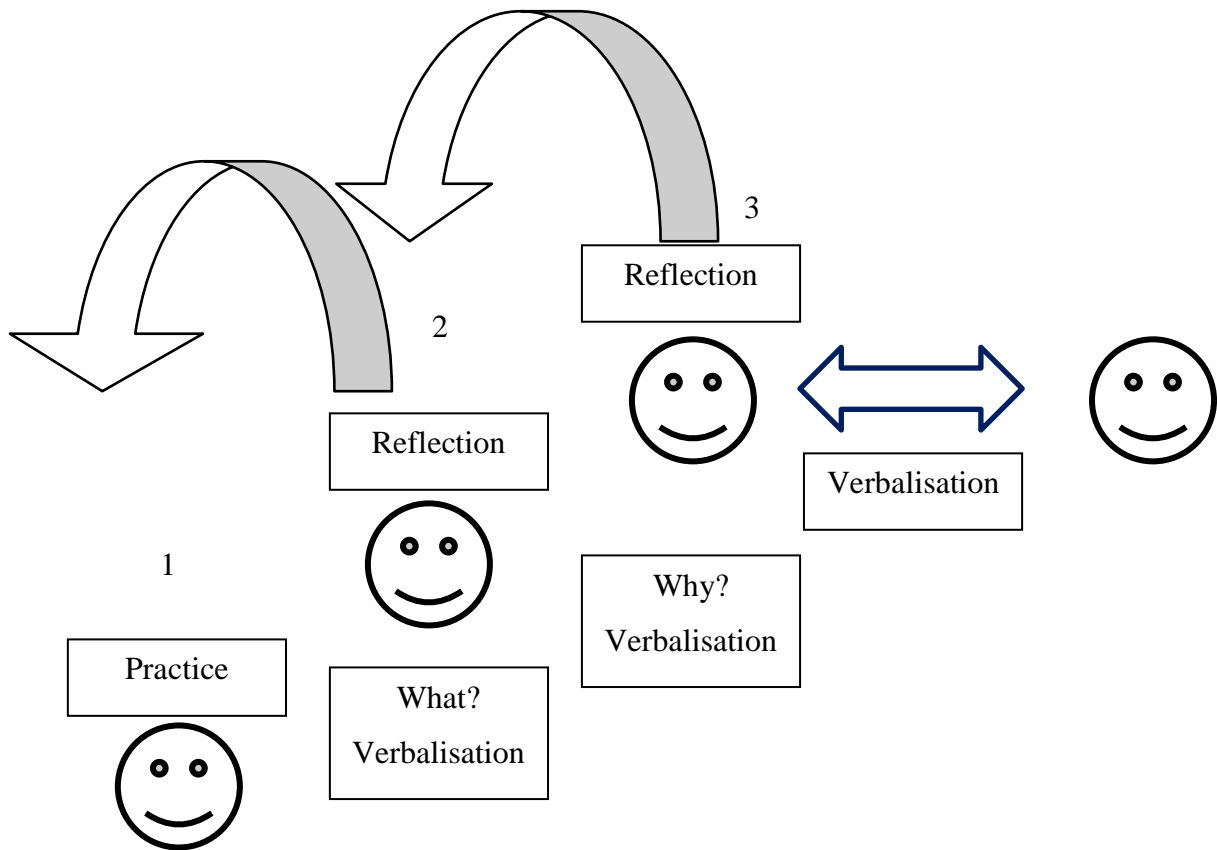 3
Reflection
2
Reflection
Verbalisation
1
Why?
Verbalisation
Practice
What?
Verbalisation